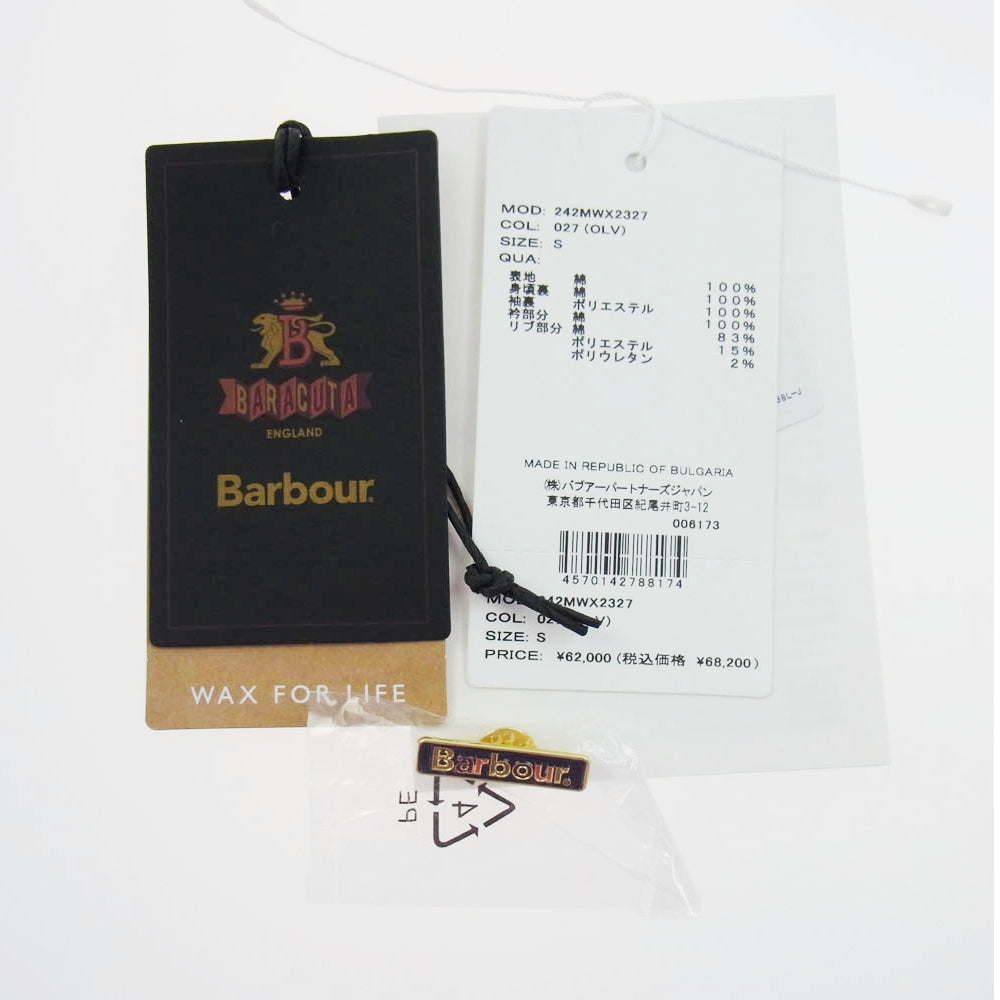 B
BARACUTA
ENGLAND
Barbour
WAX FOR LIFE
MOD: 242MWX2327
COL: 027 (OLV)
SIZE: S
QUA:
表地 綿 100%
身頃裏 綿 100%
袖裏 ポリエステル 100%
衿部分 綿 100%
リブ部分 綿 83%
ポリエステル 15%
ポリウレタン 2%
MADE IN REPUBLIC OF BULGARIA
(株)バブアーパートナーズジャパン
東京都千代田区紀尾井町3-12
006173
4570142788174
242MWX2327
COL:
SIZE: S
PRICE: ¥62,000 (税込価格 ¥68,200)
Barbour
4
PE